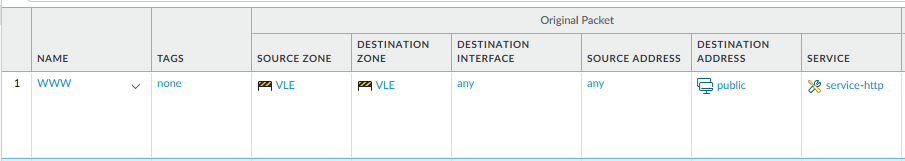 Original Packet
NAME TAGS SOURCE ZONE DESTINATION ZONE DESTINATION INTERFACE SOURCE ADDRESS DESTINATION ADDRESS SERVICE
1 WWW none VLE VLE any any public service-http